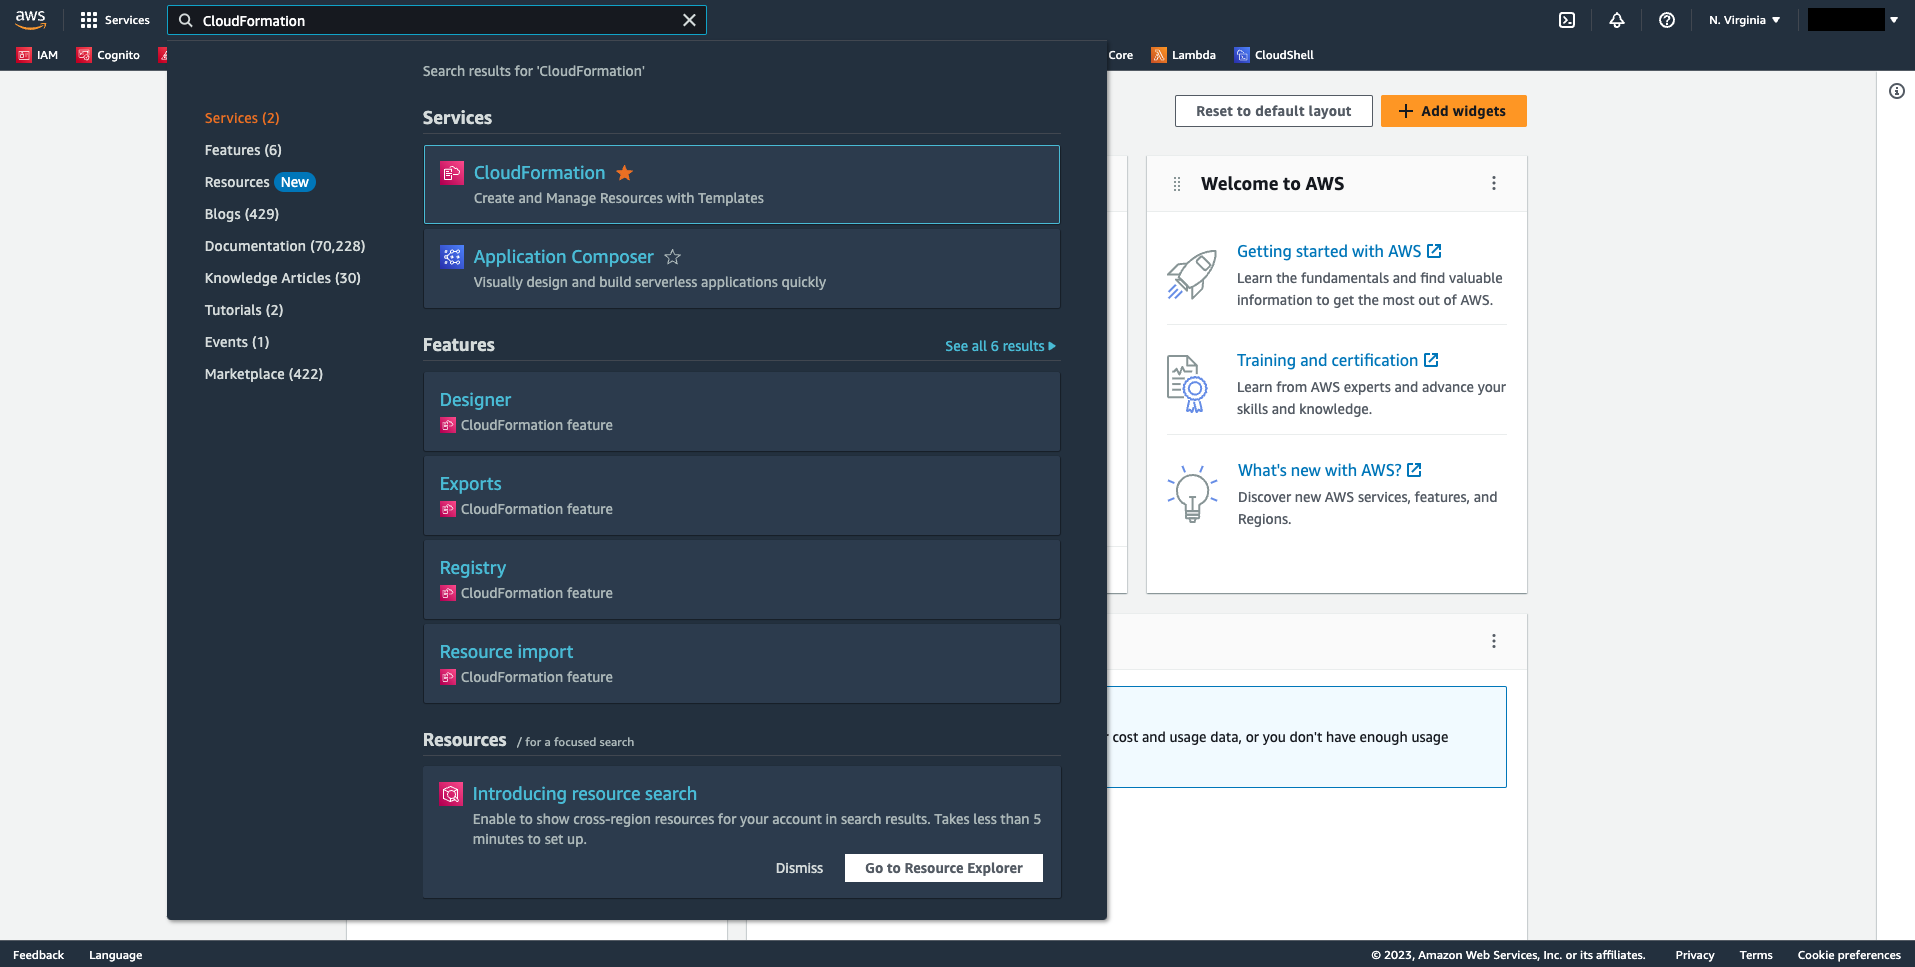 aws
Services
CloudFormation
N. Virginia
IAM
Cognito
Core
Lambda
CloudShell
Search results for 'CloudFormation'
Services (2)
Features (6)
Resources New
Blogs (429)
Documentation (70,228)
Knowledge Articles (30)
Tutorials (2)
Events (1)
Marketplace (422)
Services
CloudFormation
Create and Manage Resources with Templates
Application Composer
Visually design and build serverless applications quickly
Features
See all 6 results
Designer
CloudFormation feature
Exports
CloudFormation feature
Registry
CloudFormation feature
Resource import
CloudFormation feature
Resources / for a focused search
Introducing resource search
Enable to show cross-region resources for your account in search results. Takes less than 5
minutes to set up.
Dismiss
Go to Resource Explorer
Reset to default layout
Add widgets
Welcome to AWS
Getting started with AWS
Learn the fundamentals and find valuable
information to get the most out of AWS.
Training and certification
Learn from AWS experts and advance your
skills and knowledge.
What's new with AWS?
Discover new AWS services, features, and
Regions.
cost and usage data, or you don't have enough usage
Feedback
Language
© 2023, Amazon Web Services, Inc. or its affiliates.
Privacy
Terms
Cookie preferences